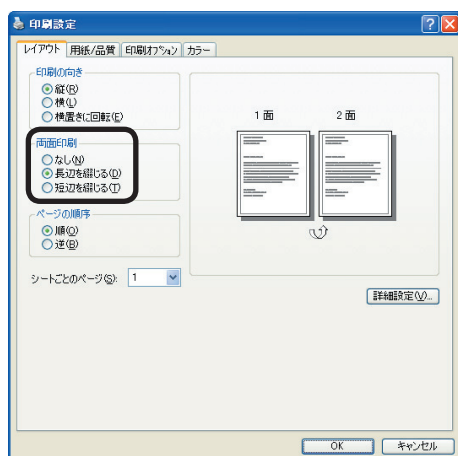 印刷設定
レイアウト 用紙/品質 印刷オプション カラー
印刷の向き
縦(R)
横(L)
横置きに回転(E)
両面印刷
なし(N)
長辺を綴じる(D)
短辺を綴じる(T)
ページの順序
順(O)
逆(B)
シートごとのページ(S): 1
1 面 2 面
詳細設定(V)...
OK キャンセル